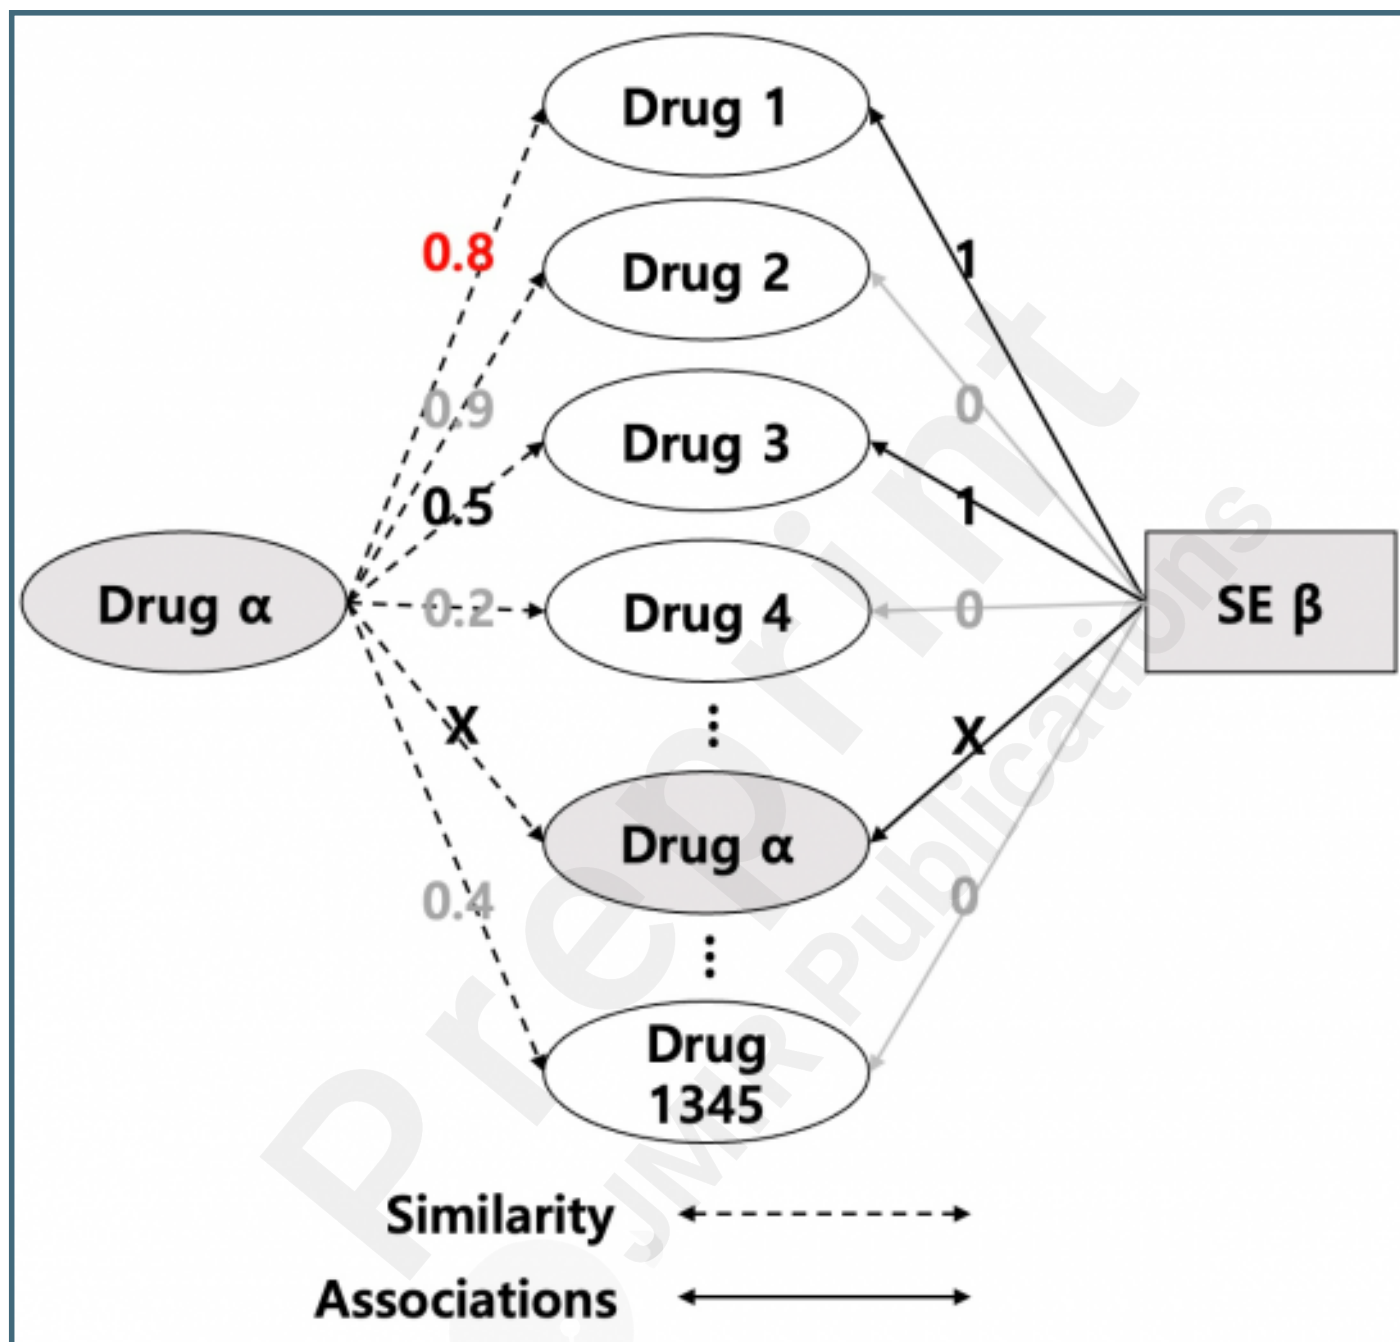 Drug 1
0.8
1
Drug 2
0.9
0
Drug 3
0.5
1
Drug α
0.2
Drug 4
0
SE β
X
X
Drug α
0.4
0
Drug
1345
Similarity
Associations
Preprint
JMIR Publications